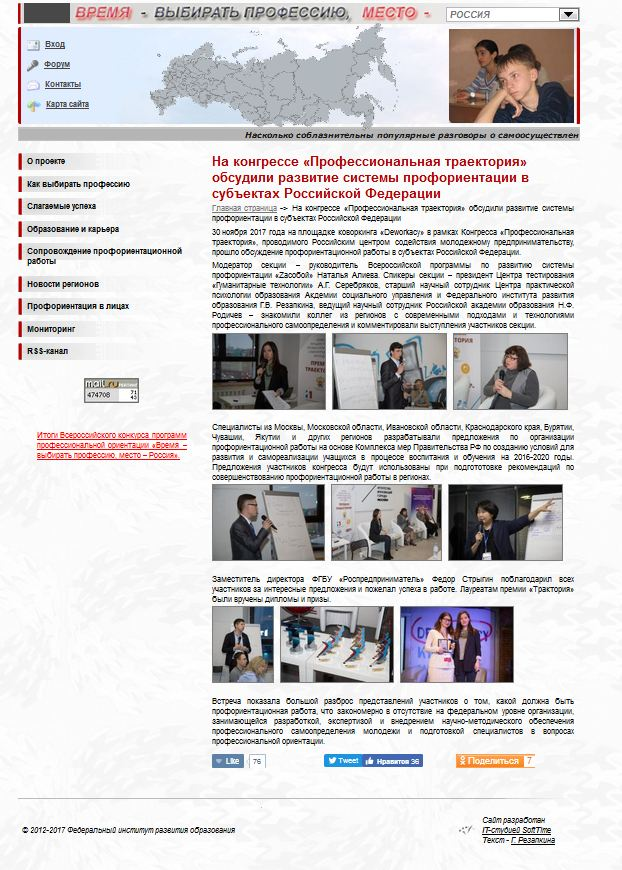 ВРЕМЯ - ВЫБИРАТЬ ПРОФЕССИЮ, МЕСТО -
РОССИЯ
Вход
Форум
Контакты
Карта сайта
Насколько соблазнительны популярные разговоры о самоосуществлен
О проекте
Как выбирать профессию
Слагаемые успеха
Образование и карьера
Сопровождение профориентационной
работы
Новости регионов
Профориентация в лицах
Мониторинг
RSS-канал
mail.ru
474708
71
43
Итоги Всероссийского конкурса программ
профессиональной ориентации «Время –
выбирать профессию, место – Россия».
На конгрессе «Профессиональная траектория»
обсудили развитие системы профориентации в
субъектах Российской Федерации
Главная страница -> На конгрессе «Профессиональная траектория» обсудили развитие системы
профориентации в субъектах Российской Федерации
30 ноября 2017 года на площадке коворкинга «Deworkacy» в рамках Конгресса «Профессиональная
траектория», проводимого Российским центром содействия молодежному предпринимательству,
прошло обсуждение профориентационной работы в субъектах Российской Федерации.
Модератор секции – руководитель Всероссийской программы по развитию системы
профориентации «Zасобой» Наталья Алиева. Спикеры секции – президент Центра тестирования
«Гуманитарные технологии» А.Г. Серебряков, старший научный сотрудник Центра практической
психологии образования Акдемии социального управления и Федерального института развития
образования Г.В. Резапкина, ведущий научный сотрудник Российской академии образования Н.Ф.
Родичев – знакомили коллег из регионов с современными подходами и технологиями
профессионального самоопределения и комментировали выступления участников секции.
Специалисты из Москвы, Московской области, Ивановской области, Краснодарского края, Бурятии,
Чувашии, Якутии и других регионов разрабатывали предложения по организации
профориентационной работы на основе Комплекса мер Правительства РФ по созданию условий для
развития и самореализации учащихся в процессе воспитания и обучения на 2016-2020 годы.
Предложения участников конгресса будут использованы при подгототовке рекомендаций по
совершенствованию профориентационной работы в регионах.
Заместитель директора ФГБУ «Роспредприниматель» Федор Стрыгин поблагодарил всех
участников за интересные предложения и пожелал успеха в работе. Лауреатам премии «Трактория»
были вручены дипломы и призы.
Встреча показала большой разброс представлений участников о том, какой должна быть
профориентационная работа, что закономерно в отсутствие на федеральном уровне организации,
занимающейся разработкой, экспертизой и внедрением научно-методического обеспечения
профессионального самоопределения молодежи и подготовкой специалистов в вопросах
профессиональной ориентации.
Like 76
Tweet
Нравится 36
Поделиться 7
© 2012-2017 Федеральный институт развития образования
Сайт разработан
IT-студией SoftTime
Текст - Г. Резапкина